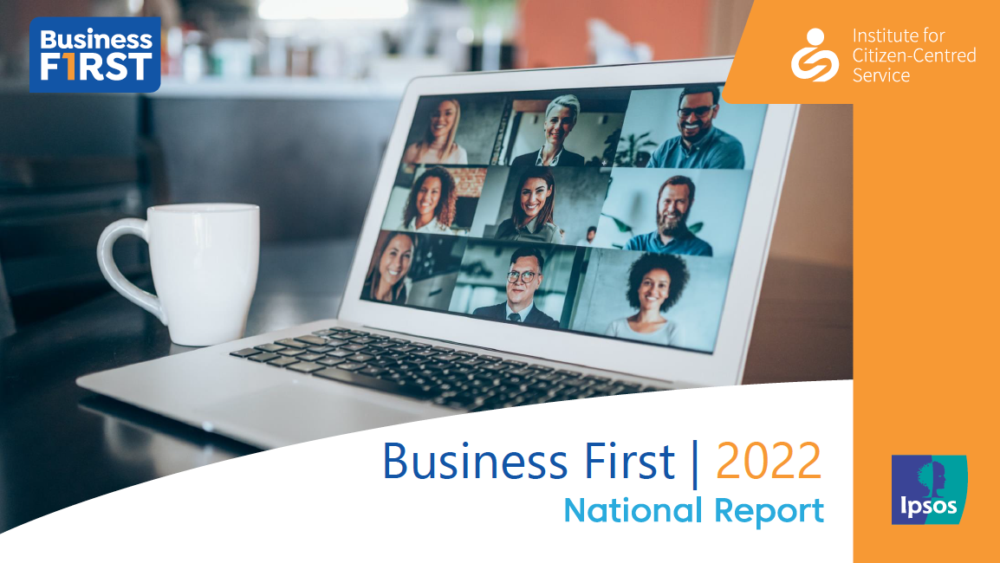 Business
F1RST
Institute for
Citizen-Centred
Service
Business First | 2022
National Report
Ipsos